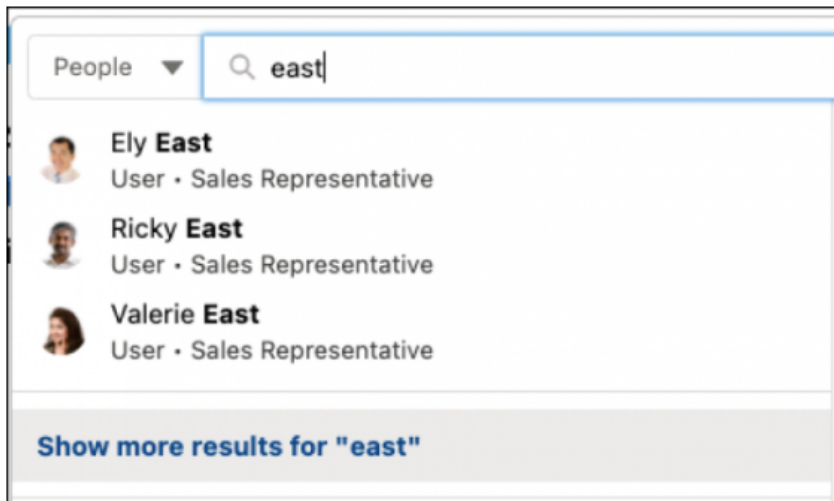 People
east
Ely East
User • Sales Representative
Ricky East
User • Sales Representative
Valerie East
User • Sales Representative
Show more results for "east"